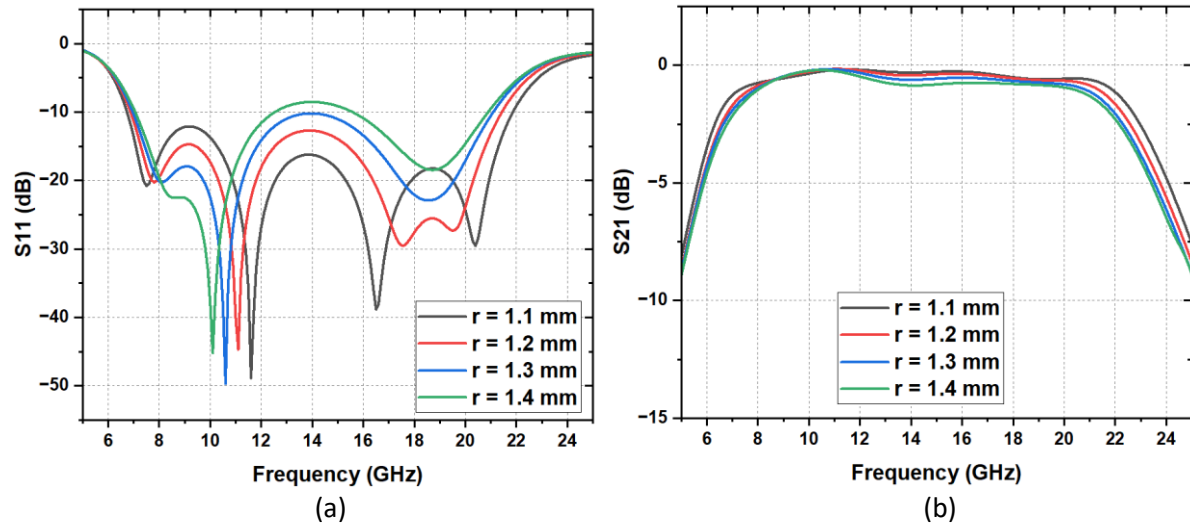 0
−10
−20
−30
−40
−50
S11 (dB)
6 8 10 12 14 16 18 20 22 24
Frequency (GHz)
r = 1.1 mm
r = 1.2 mm
r = 1.3 mm
r = 1.4 mm
(a)
0
−5
−10
−15
S21 (dB)
6 8 10 12 14 16 18 20 22 24
Frequency (GHz)
r = 1.1 mm
r = 1.2 mm
r = 1.3 mm
r = 1.4 mm
(b)